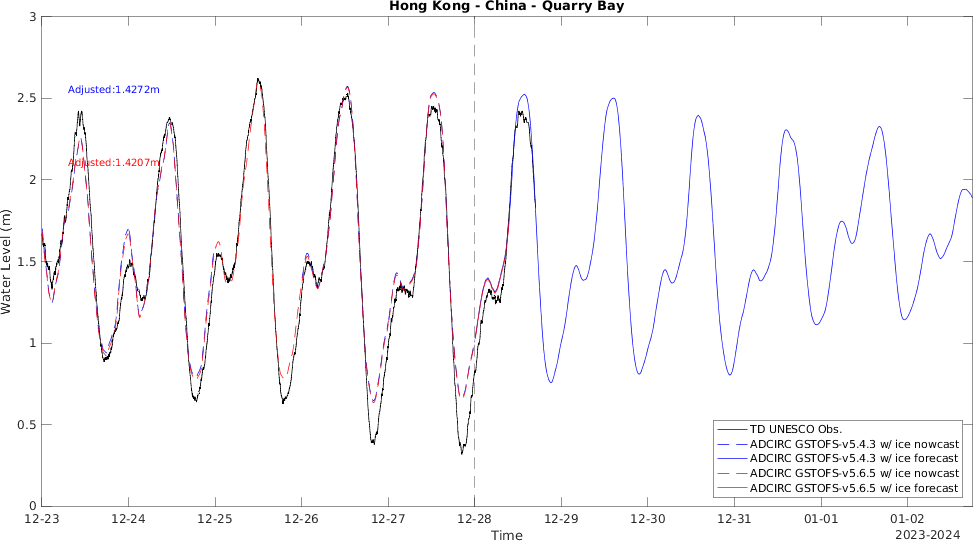 Hong Kong - China - Quarry Bay
3
2.5
2
1.5
1
0.5
0
Water Level (m)
Adjusted:1.4272m
Adjusted:1.4207m
TD UNESCO Obs.
ADCIRC GSTOFS-v5.4.3 w/ ice nowcast
ADCIRC GSTOFS-v5.4.3 w/ ice forecast
ADCIRC GSTOFS-v5.6.5 w/ ice nowcast
ADCIRC GSTOFS-v5.6.5 w/ ice forecast
12-23 12-24 12-25 12-26 12-27 12-28 12-29 12-30 12-31 01-01 01-02
Time
2023-2024